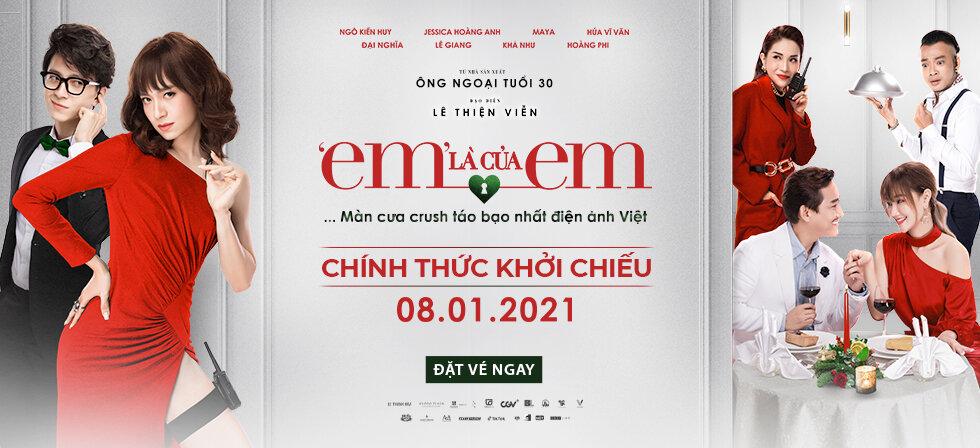 NGÔ KIẾN HUY JESSICA HOÀNG ANH MAYA HỨA VĨ VĂN
ĐẠI NGHĨA LÊ GIANG KHẢ NHƯ HOÀNG PHI
TỪ NHÀ SẢN XUẤT
ÔNG NGOẠI TUỔI 30
ĐẠO DIỄN
LÊ THIỆN VIỄN
'em' LÀ CỦA em
... Màn cưa crush táo bạo nhất điện ảnh Việt
CHÍNH THỨC KHỞI CHIẾU
08.01.2021
ĐẶT VÉ NGAY
CGV
TikTok